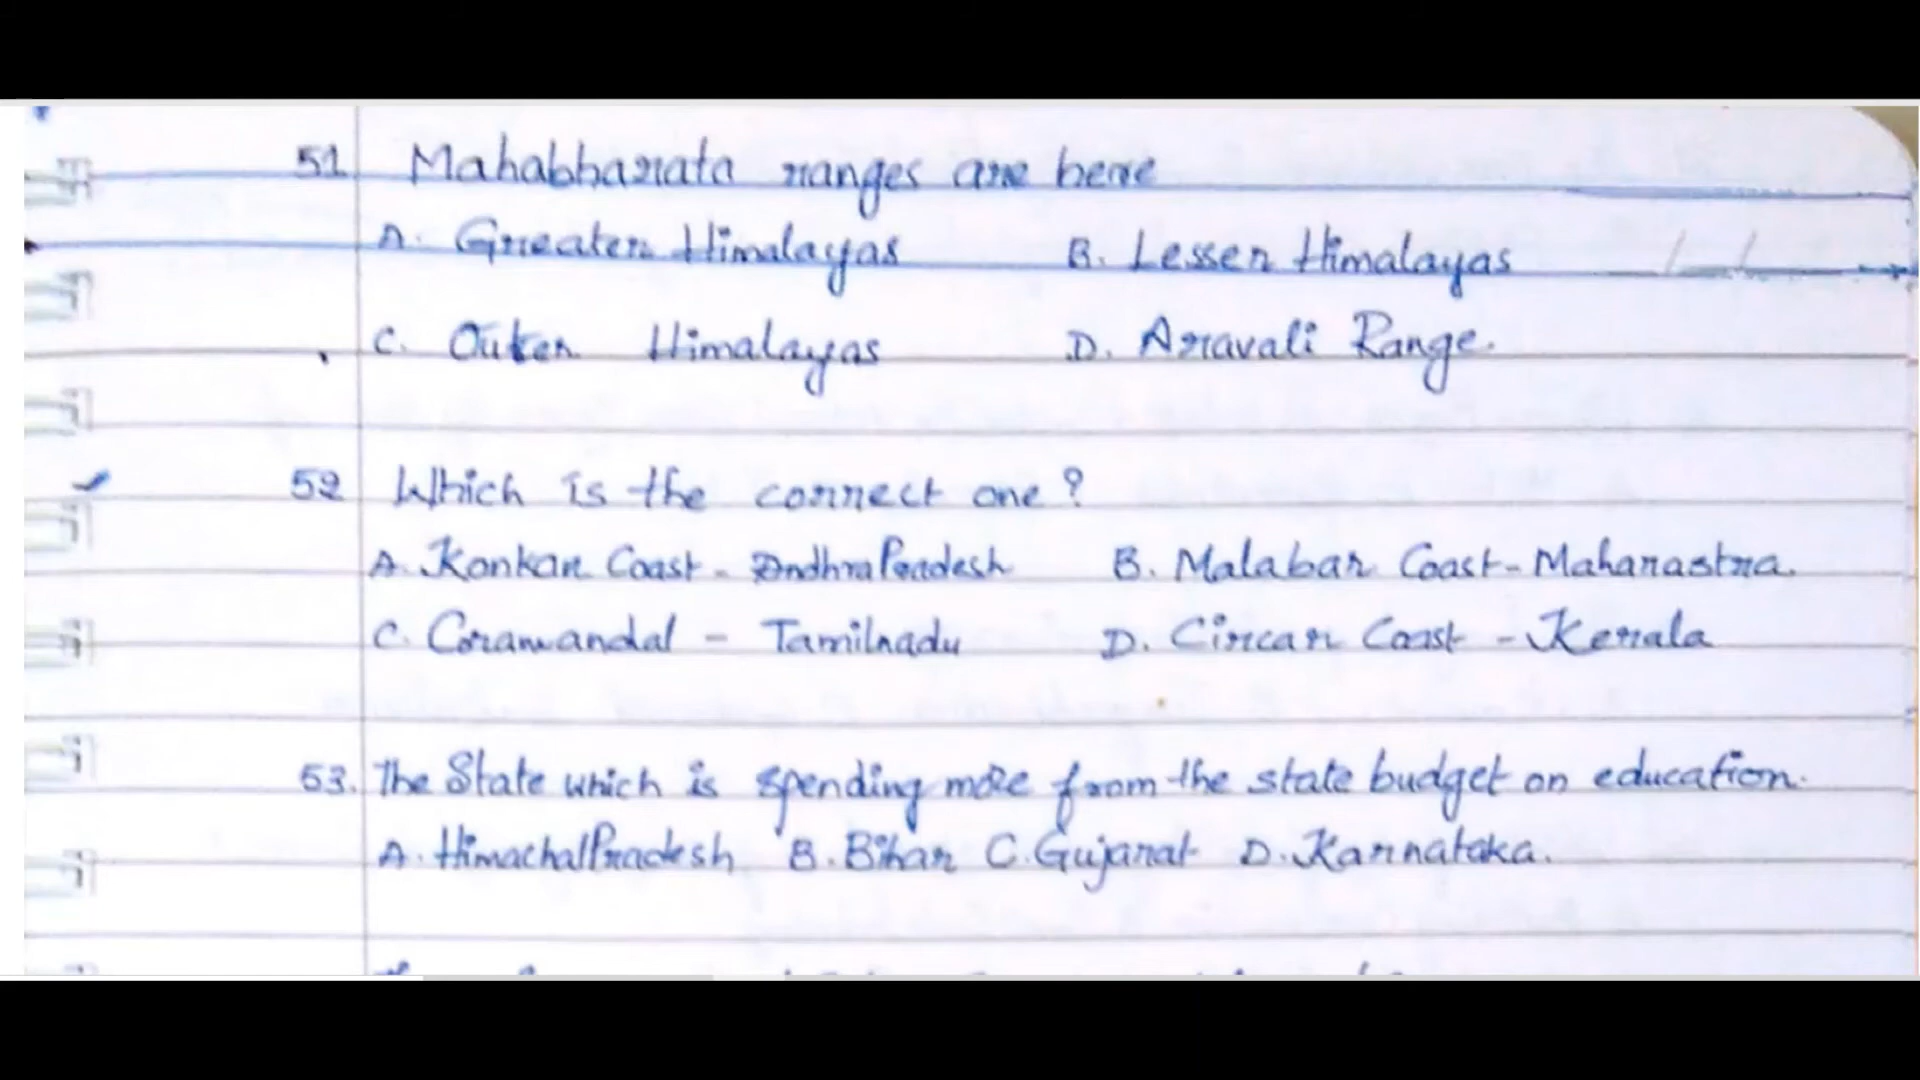 51 Mahabharata ranges are here
A. Greater Himalayas B. Lesser Himalayas
C. Outer Himalayas D. Aravali Range.
52 Which is the correct one?
A. Konkan Coast - AndhraPradesh B. Malabar Coast - Maharastra.
C. Coramandal - Tamilnadu D. Circar Coast - Kerala
53. The State which is spending more from the state budget on education.
A. HimachalPradesh B. Bihar C. Gujarat D. Karnataka.